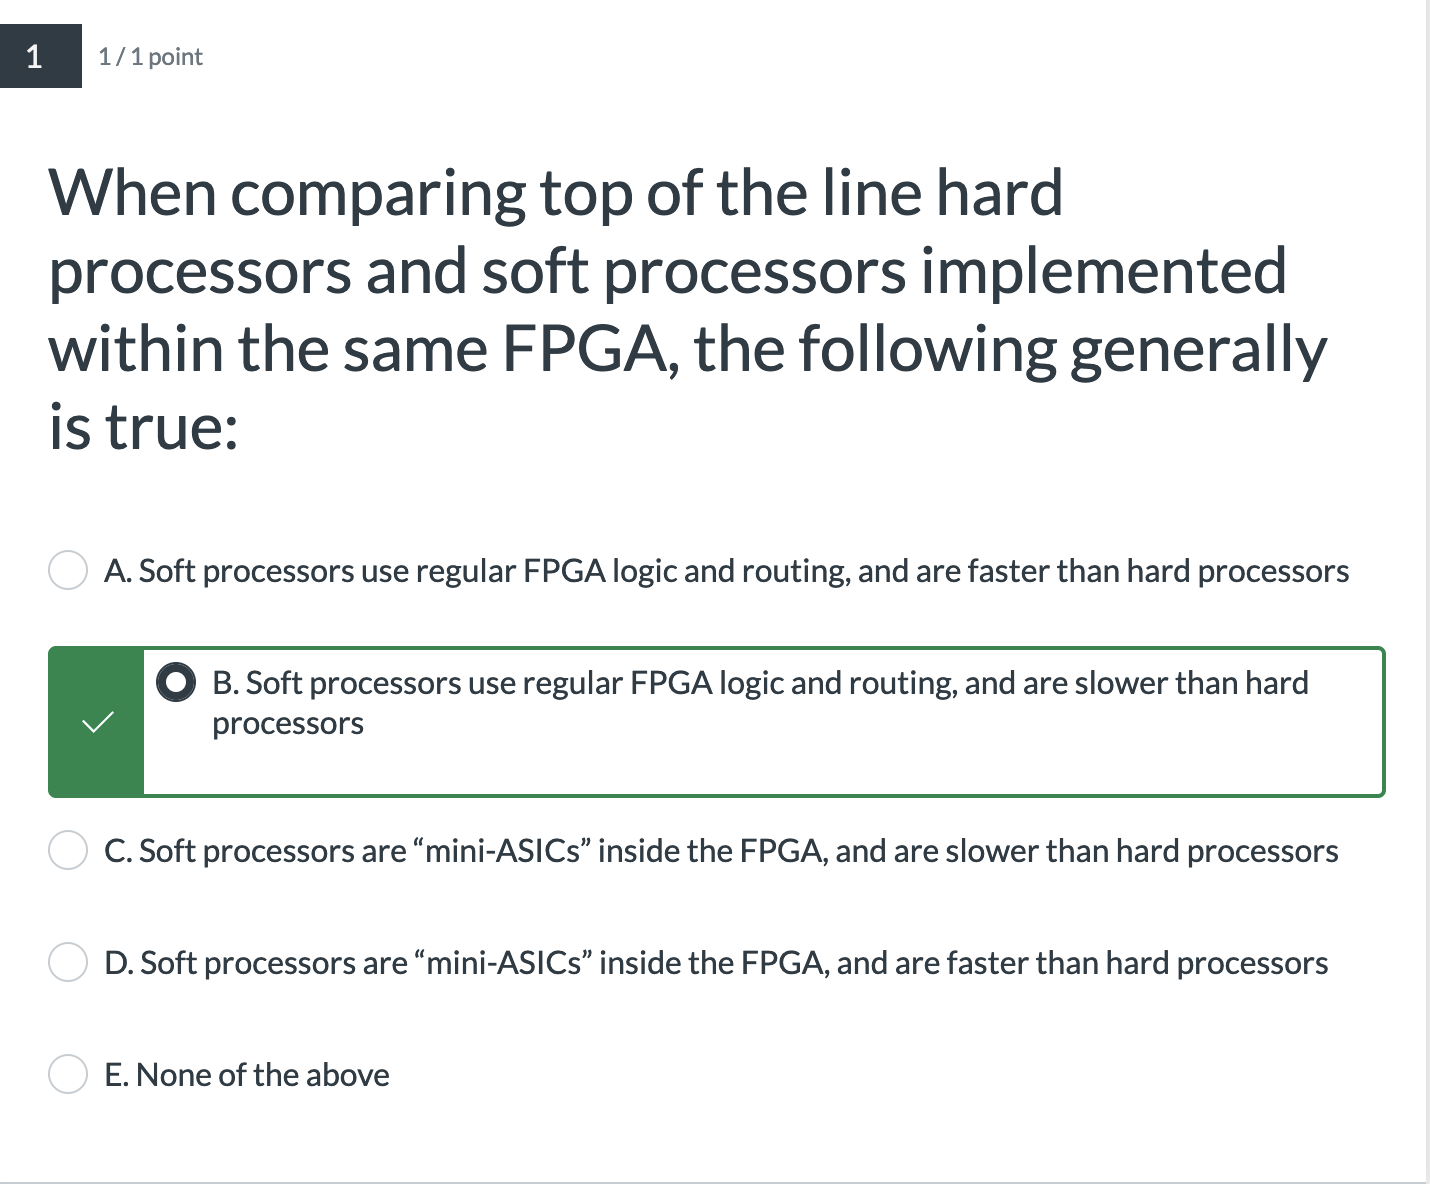 1
1 / 1 point
When comparing top of the line hard
processors and soft processors implemented
within the same FPGA, the following generally
is true:
A. Soft processors use regular FPGA logic and routing, and are faster than hard processors
B. Soft processors use regular FPGA logic and routing, and are slower than hard
processors
C. Soft processors are “mini-ASICs” inside the FPGA, and are slower than hard processors
D. Soft processors are “mini-ASICs” inside the FPGA, and are faster than hard processors
E. None of the above